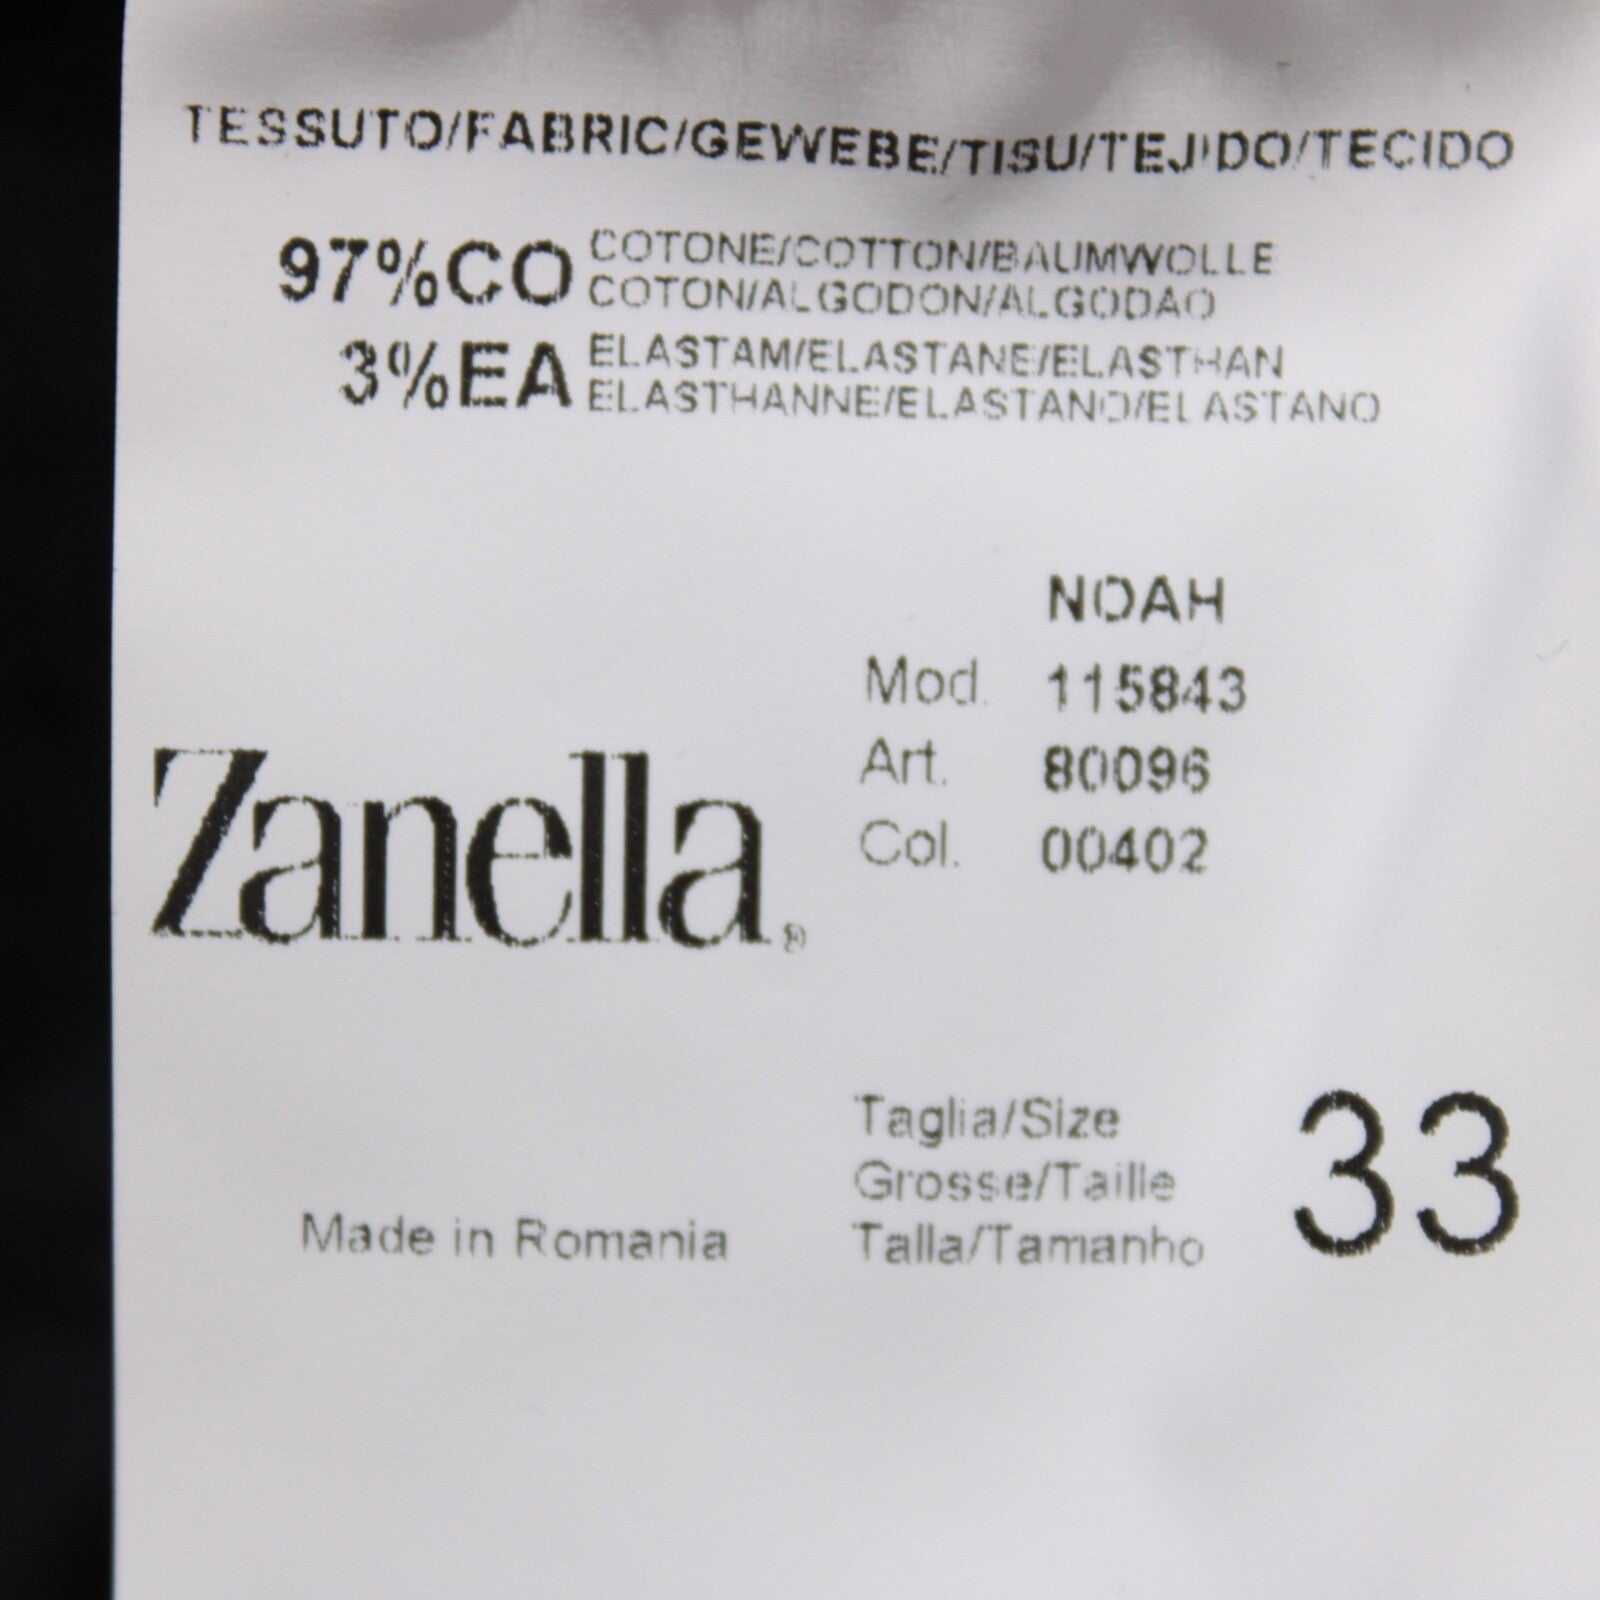 TESSUTO/FABRIC/GEWEBE/TISU/TEJIDO/TECIDO
97%CO COTONE/COTTON/BAUMWOLLE
COTON/ALGODON/ALGODAO
3%EA ELASTAM/ELASTANE/ELASTHAN
ELASTHANNE/ELASTANO/ELASTANO
NOAH
Mod. 115843
Art. 80096
Col. 00402
Zanella®
Taglia/Size
Grosse/Taille
Talla/Tamanho
33
Made in Romania